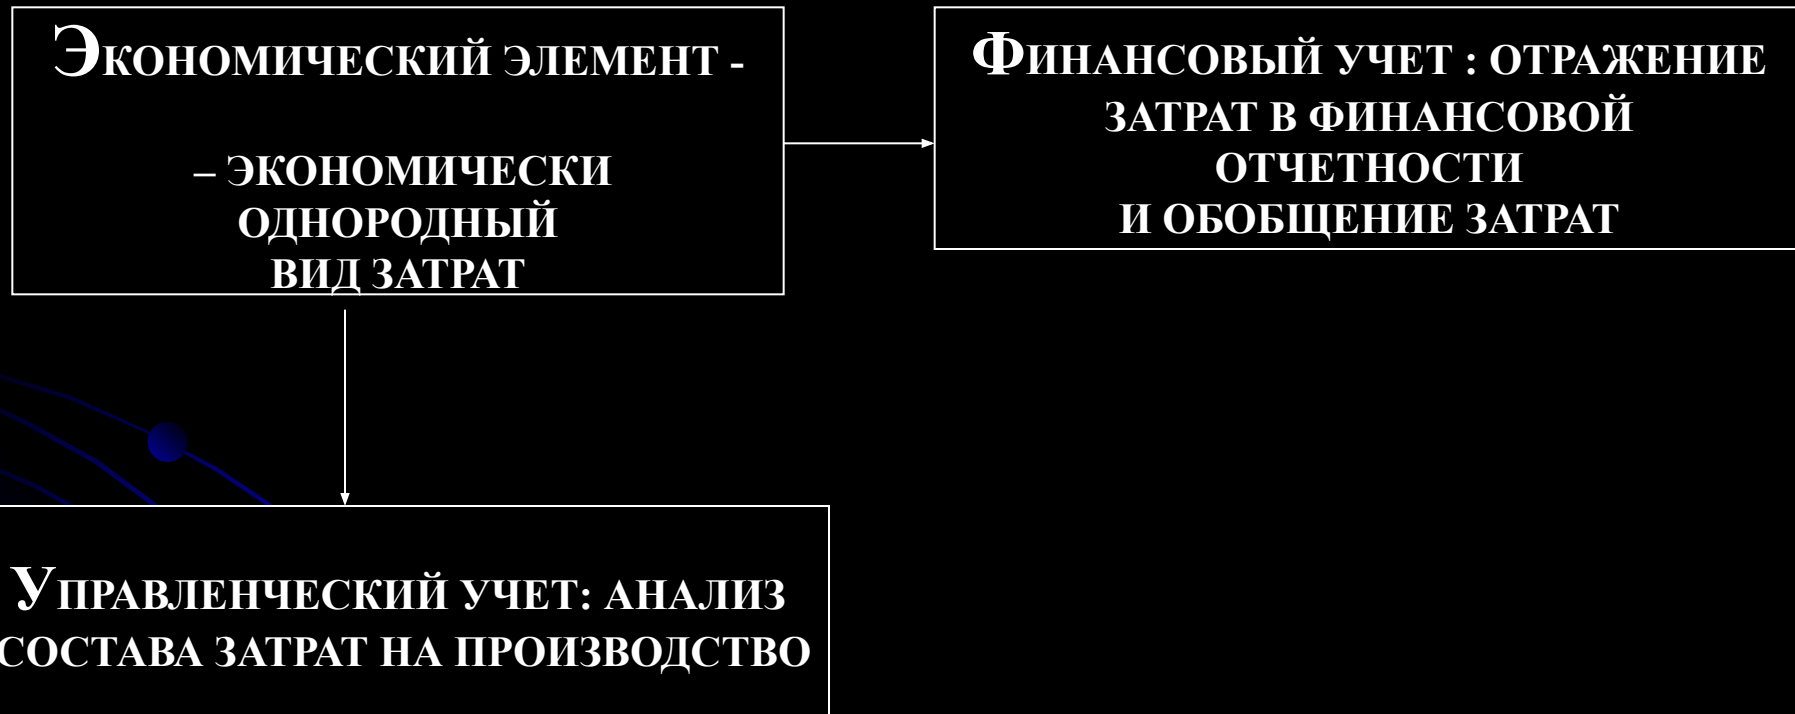 ЭКОНОМИЧЕСКИЙ ЭЛЕМЕНТ -
– ЭКОНОМИЧЕСКИ
ОДНОРОДНЫЙ
ВИД ЗАТРАТ
ФИНАНСОВЫЙ УЧЕТ : ОТРАЖЕНИЕ
ЗАТРАТ В ФИНАНСОВОЙ
ОТЧЕТНОСТИ
И ОБОБЩЕНИЕ ЗАТРАТ
УПРАВЛЕНЧЕСКИЙ УЧЕТ: АНАЛИЗ
СОСТАВА ЗАТРАТ НА ПРОИЗВОДСТВО